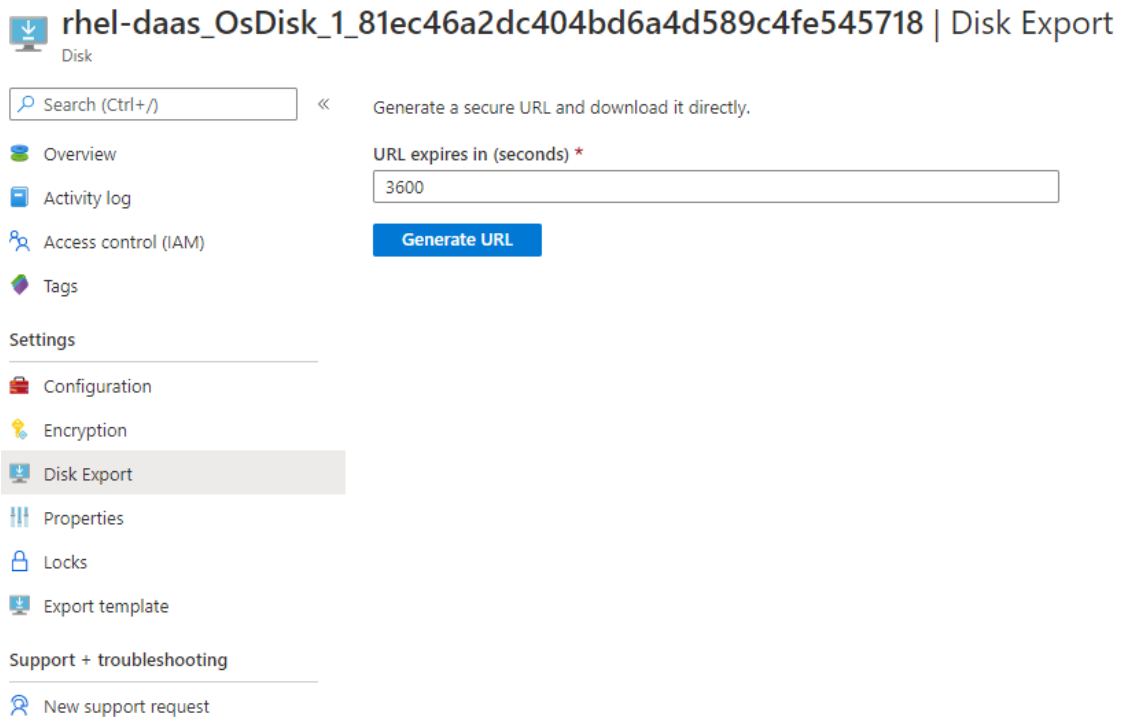 rhel-daas_OsDisk_1_81ec46a2dc404bd6a4d589c4fe545718 | Disk Export
Disk
Search (Ctrl+/)
Overview
Activity log
Access control (IAM)
Tags
Settings
Configuration
Encryption
Disk Export
Properties
Locks
Export template
Support + troubleshooting
New support request
Generate a secure URL and download it directly.
URL expires in (seconds) *
3600
Generate URL